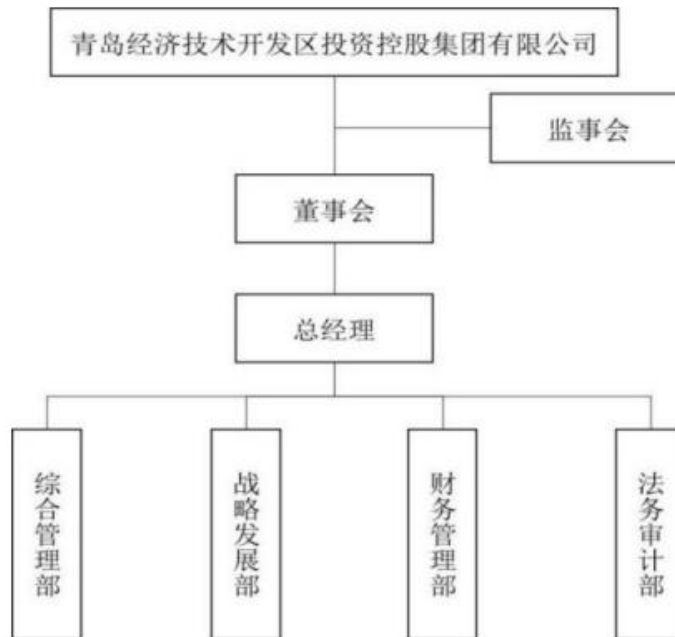 青岛经济技术开发区投资控股集团有限公司
监事会
董事会
总经理
综合管理部
战略发展部
财务管理部
法务审计部